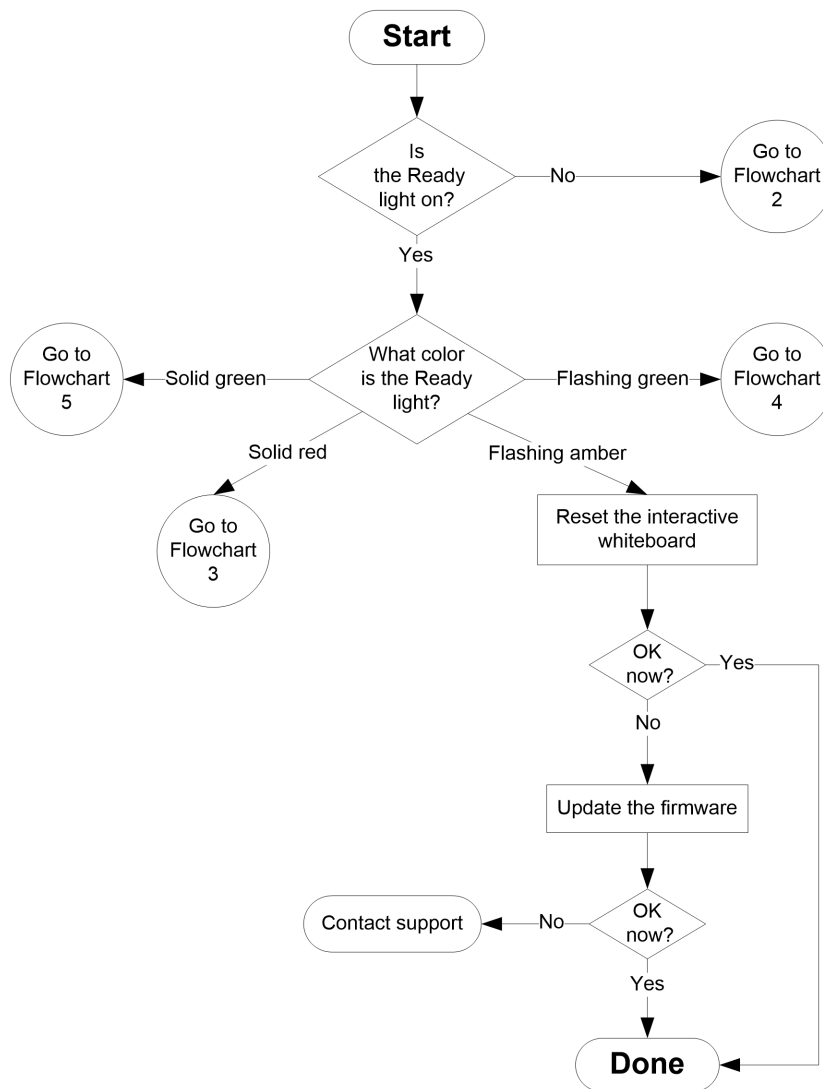 Start
Is
the Ready
light on?
No
Go to
Flowchart
2
Yes
What color
is the Ready
light?
Solid green
Go to
Flowchart
5
Flashing green
Go to
Flowchart
4
Solid red
Go to
Flowchart
3
Flashing amber
Reset the interactive
whiteboard
OK
now?
Yes
No
Update the firmware
OK
now?
No
Contact support
Yes
Done